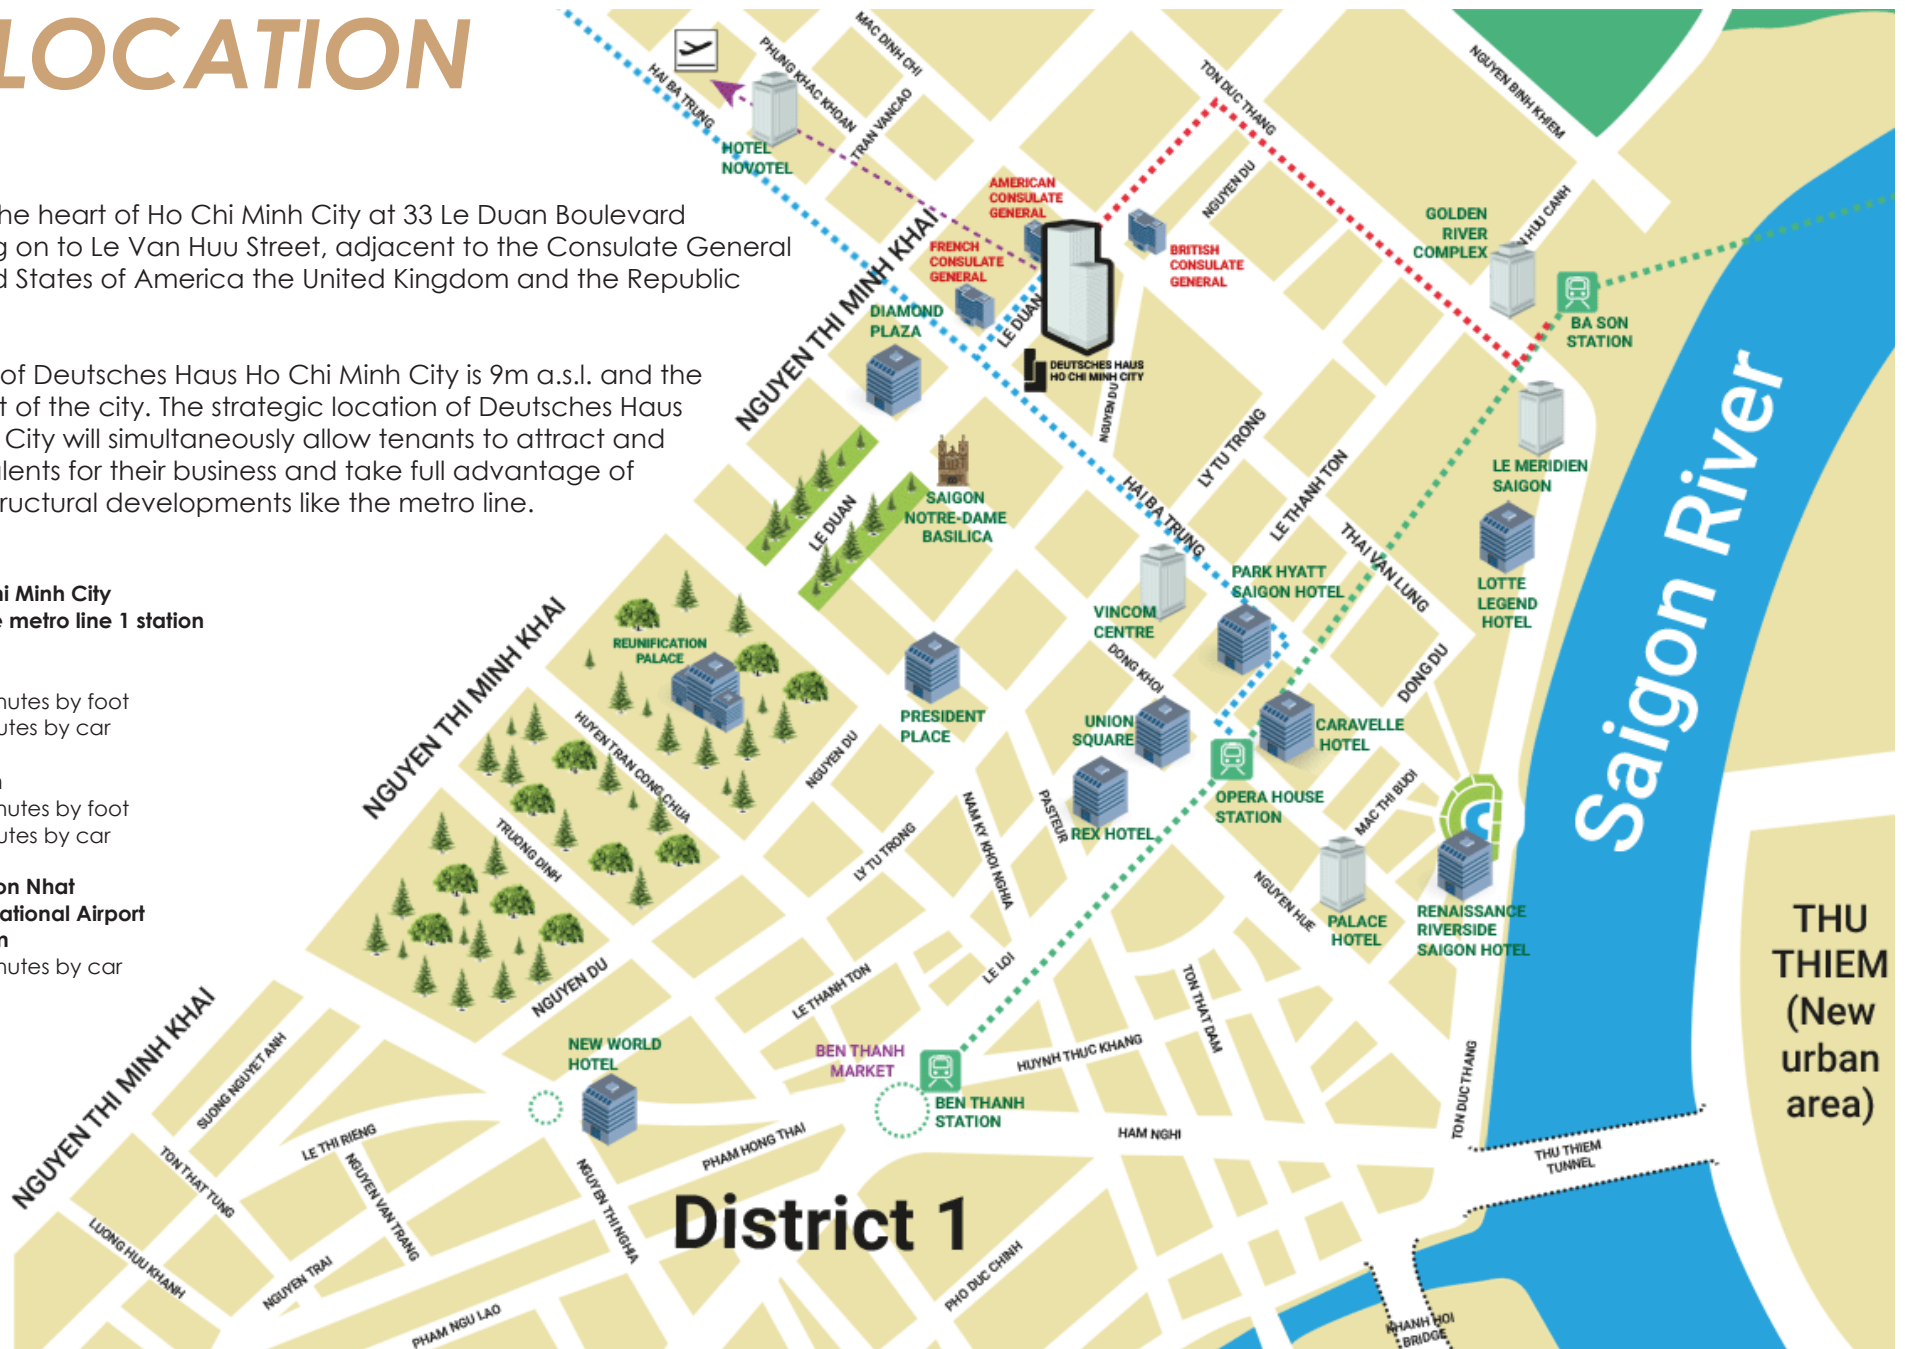 LOCATION
he heart of Ho Chi Minh City at 33 Le Duan Boulevard
g on to Le Van Huu Street, adjacent to the Consulate General
d States of America the United Kingdom and the Republic
of Deutsches Haus Ho Chi Minh City is 9m a.s.l. and the
t of the city. The strategic location of Deutsches Haus
City will simultaneously allow tenants to attract and
alents for their business and take full advantage of
structural developments like the metro line.
hi Minh City
e metro line 1 station
nutes by foot
utes by car
n
nutes by foot
utes by car
on Nhat
ational Airport
m
nutes by car
MAC DINH CHI
PHUNG KHAC KHOAN
HAI BA TRUNG
TRAN VANCAO
HOTEL
NOVOTEL
TON DUC THANG
NGUYEN BINH KHIEM
NGUYEN DU
AMERICAN
CONSULATE
GENERAL
FRENCH
CONSULATE
GENERAL
BRITISH
CONSULATE
GENERAL
GOLDEN
RIVER
COMPLEX
N HUU CANH
BA SON
STATION
NGUYEN THI MINH KHAI
DIAMOND
PLAZA
LE DUAN
DEUTSCHES HAUS
HO CHI MINH CITY
NGUYEN DU
LY TU TRONG
LE THANH TON
HAI BA TRUNG
THAI VAN LUNG
LE MERIDIEN
SAIGON
LOTTE
LEGEND
HOTEL
Saigon River
SAIGON
NOTRE-DAME
BASILICA
LE DUAN
PARK HYATT
SAIGON HOTEL
VINCOM
CENTRE
DONG KHOI
DONG DU
NGUYEN THI MINH KHAI
REUNIFICATION
PALACE
HUYEN TRAN CONG CHUA
PRESIDENT
PLACE
UNION
SQUARE
CARAVELLE
HOTEL
NGUYEN DU
TRUONG DINH
LY TU TRONG
NAM KY KHOI NGHIA
PASTEUR
REX HOTEL
OPERA HOUSE
STATION
MAC THI BUOI
NGUYEN HUE
PALACE
HOTEL
RENAISSANCE
RIVERSIDE
SAIGON HOTEL
THU
THIEM
(New
urban
area)
NGUYEN DU
LE THANH TON
LE LOI
TON THAT DAM
NGUYEN THI MINH KHAI
SUONG NGUYET ANH
NEW WORLD
HOTEL
BEN THANH
MARKET
HUYNH THUC KHANG
BEN THANH
STATION
TON DUC THANG
LE THI RIENG
PHAM HONG THAI
HAM NGHI
THU THIEM
TUNNEL
TON THAT TUNG
NGUYEN VAN TRANG
NGUYEN THI NGHIA
District 1
LUONG HUU KHANH
NGUYEN TRAI
PHAM NGU LAO
PHO DUC CHINH
KHANH HOI
BRIDGE